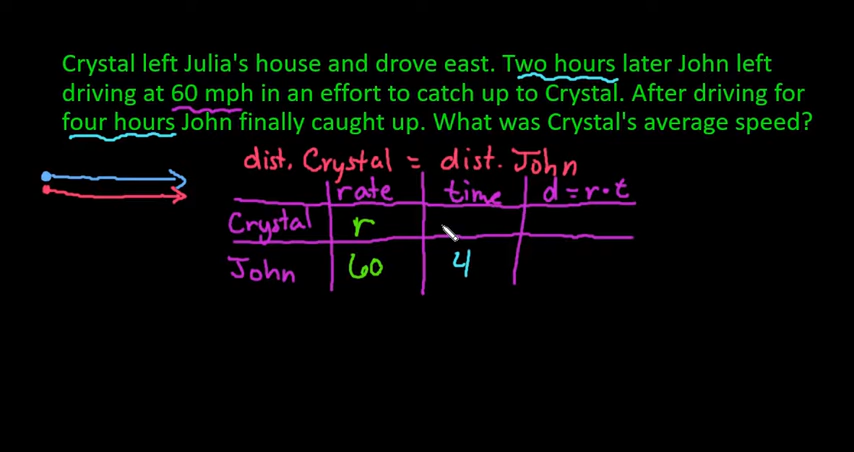 Crystal left Julia's house and drove east. Two hours later John left
driving at 60 mph in an effort to catch up to Crystal. After driving for
four hours John finally caught up. What was Crystal's average speed?
dist. Crystal = dist. John
rate time d = r · t
Crystal r
John 60 4